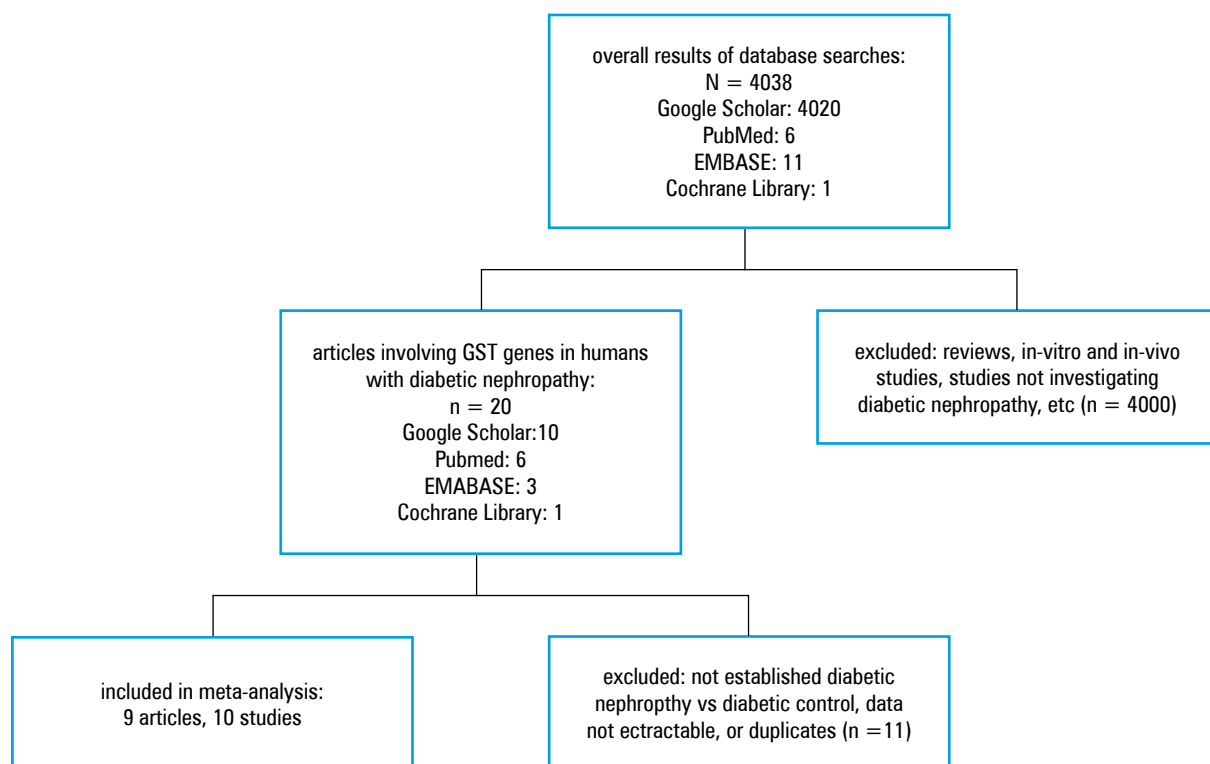 overall results of database searches:
N = 4038
Google Scholar: 4020
PubMed: 6
EMBASE: 11
Cochrane Library: 1
articles involving GST genes in humans
with diabetic nephropathy:
n = 20
Google Scholar:10
Pubmed: 6
EMABASE: 3
Cochrane Library: 1
excluded: reviews, in-vitro and in-vivo
studies, studies not investigating
diabetic nephropathy, etc (n = 4000)
included in meta-analysis:
9 articles, 10 studies
excluded: not established diabetic
nephropthy vs diabetic control, data
not ectractable, or duplicates (n =11)